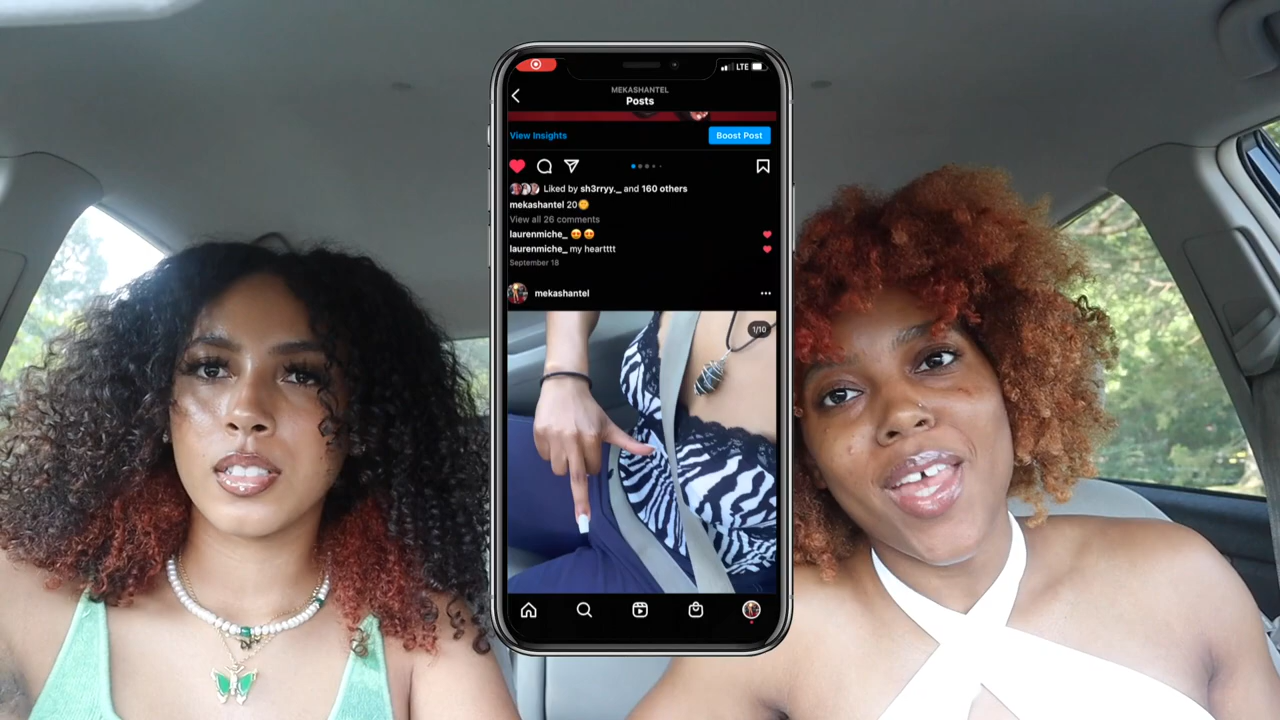 LTE
MEKASHANTEL
Posts
View Insights
Boost Post
Liked by sh3rryy._ and 160 others
mekashantel 20🌞
View all 26 comments
laurenmiche_ 😍😍
laurenmiche_ my heartttt
September 18
mekashantel
1/10